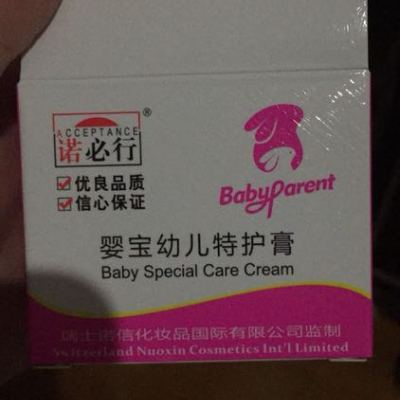 ACCEPTANCE ®
诺必行
优良品质
信心保证
BabyParent
婴宝幼儿特护膏
Baby Special Care Cream
瑞士诺信化妆品国际有限公司监制
Switzerland Nuoxin Cosmetics Int'l Limited